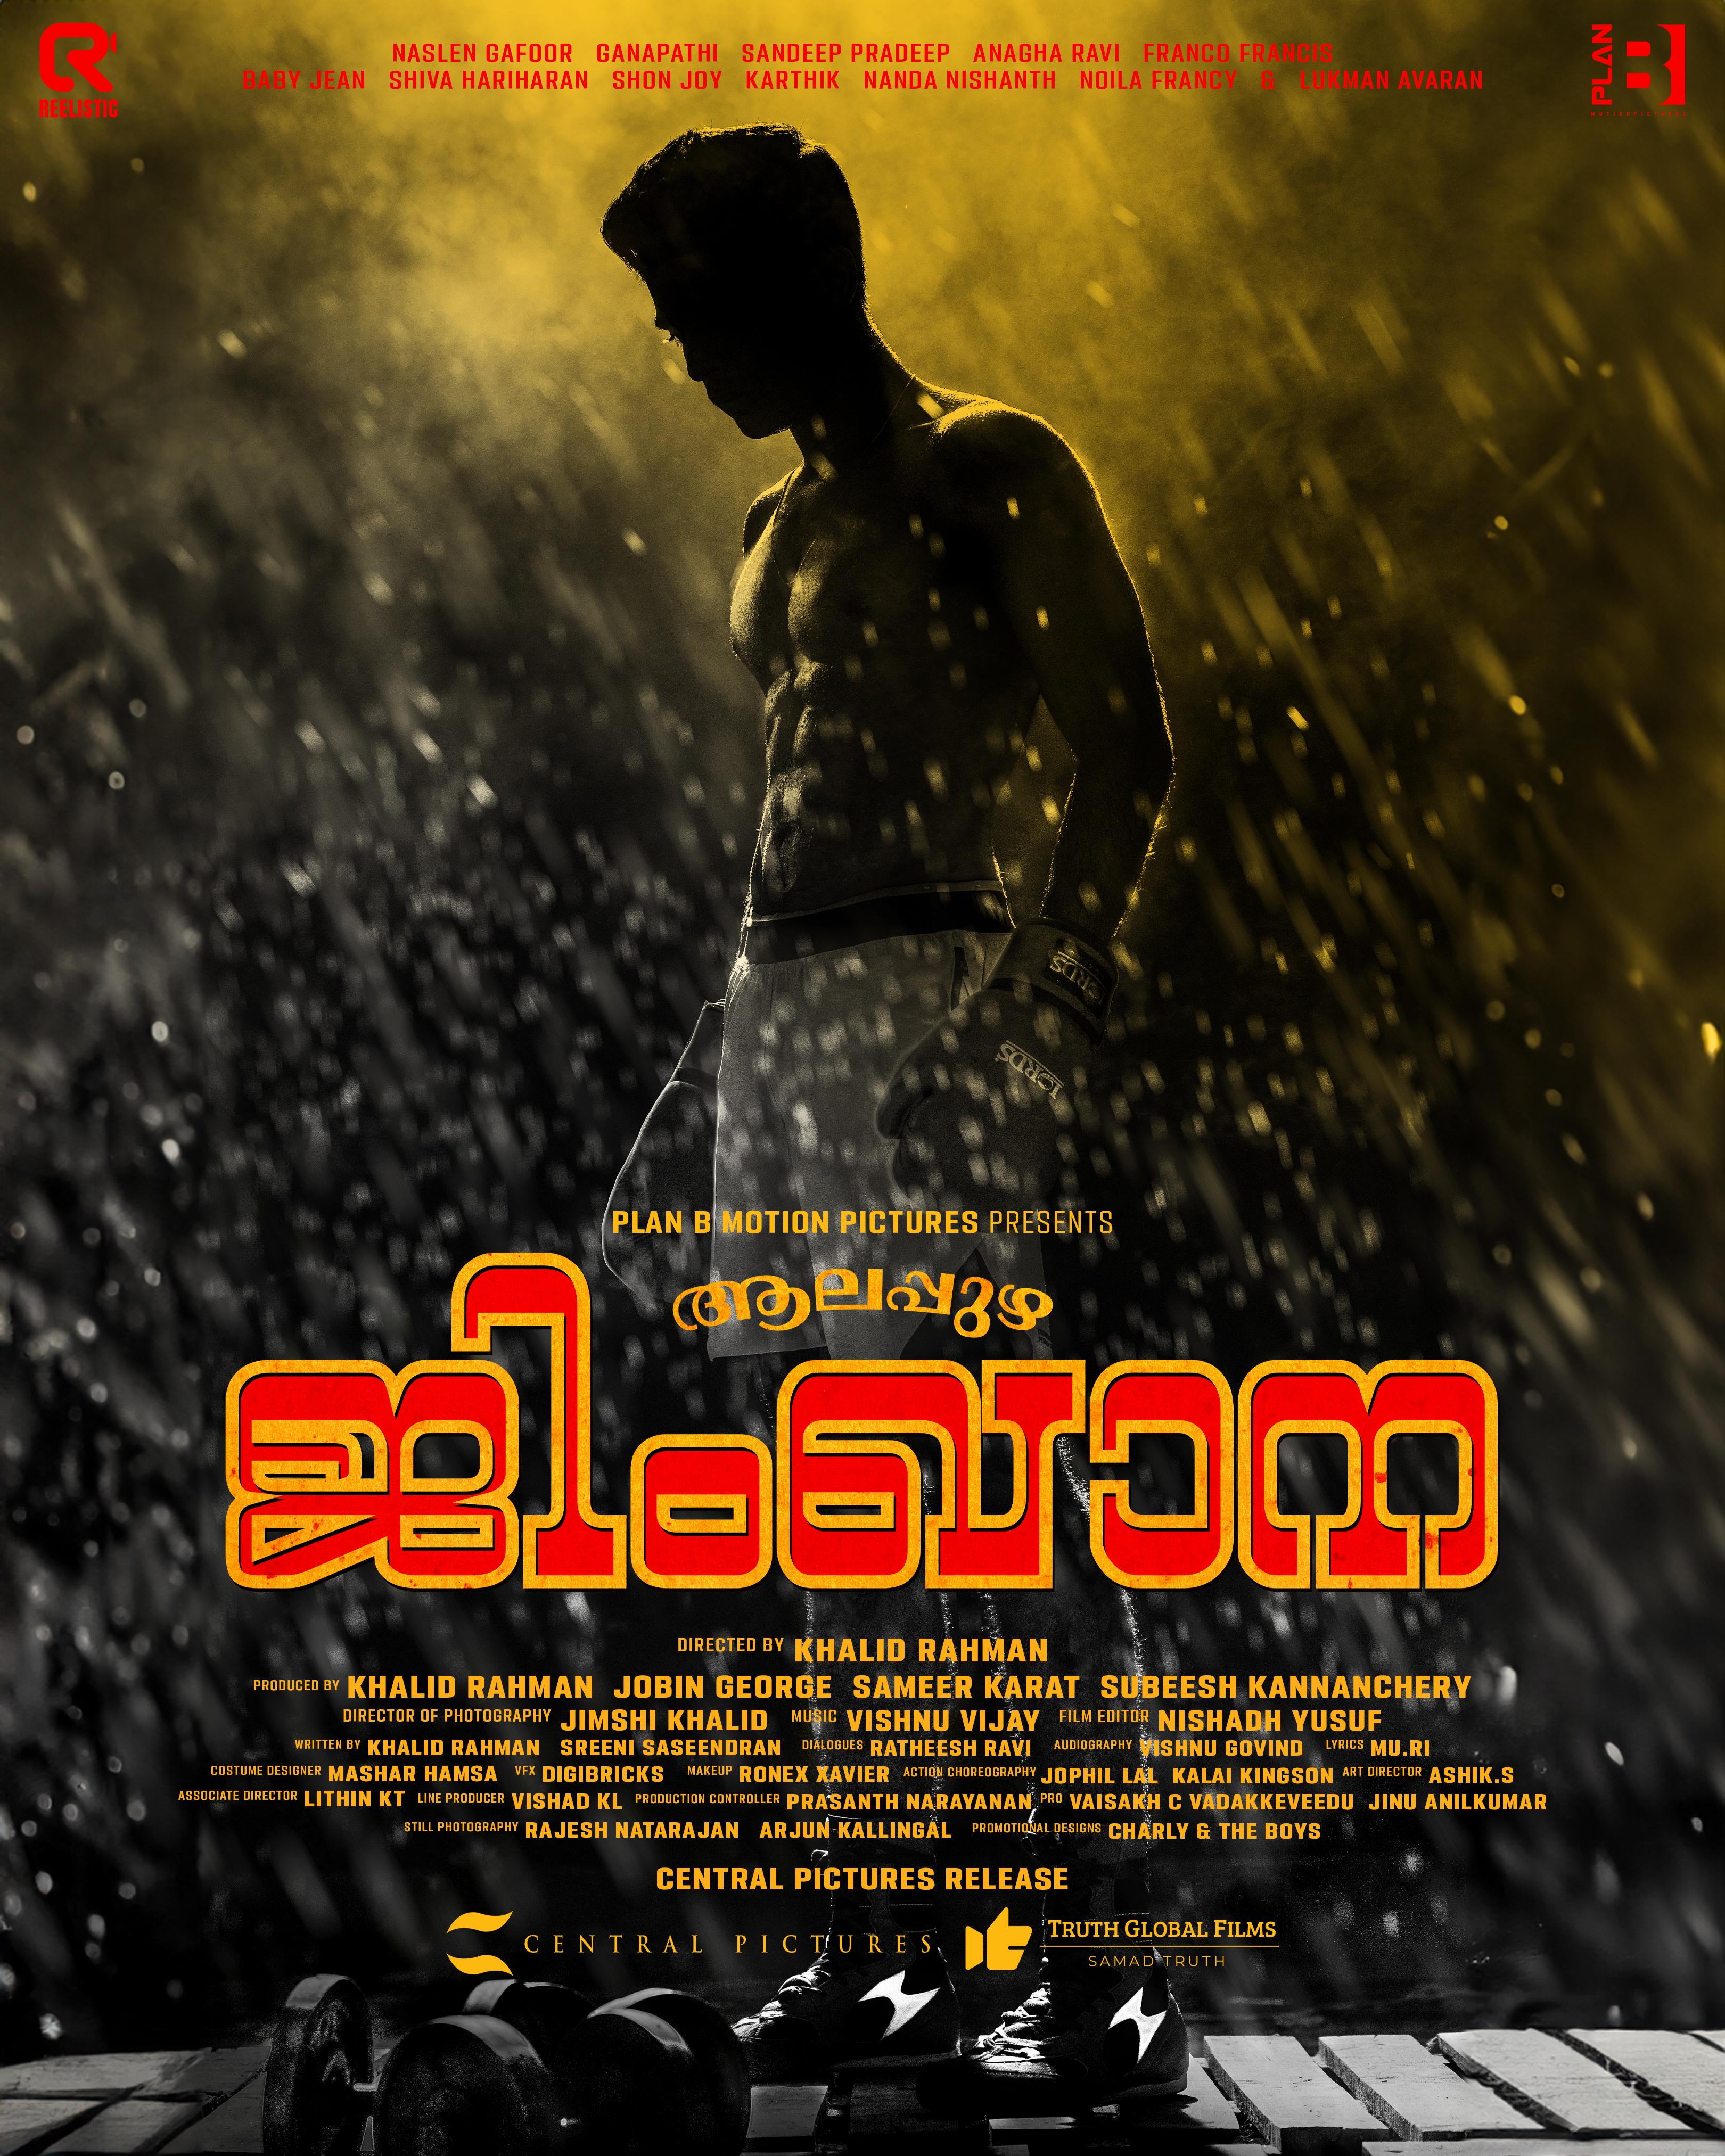 REELISTIC
NASLEN GAFOOR GANAPATHI SANDEEP PRADEEP ANAGHA RAVI FRANCO FRANCIS
BABY JEAN SHIVA HARIHARAN SHON JOY KARTHIK NANDA NISHANTH NOILA FRANCY & LUKMAN AVARAN
PLAN B
LORDS
LORDS
PLAN B MOTION PICTURES PRESENTS
ആലപ്പുഴ
ജിംഖാന
DIRECTED BY KHALID RAHMAN
PRODUCED BY KHALID RAHMAN JOBIN GEORGE SAMEER KARAT SUBEESH KANNANCHERY
DIRECTOR OF PHOTOGRAPHY JIMSHI KHALID MUSIC VISHNU VIJAY FILM EDITOR NISHADH YUSUF
WRITTEN BY KHALID RAHMAN SREENI SASEENDRAN DIALOGUES RATHEESH RAVI AUDIOGRAPHY VISHNU GOVIND LYRICS MU.RI
COSTUME DESIGNER MASHAR HAMSA VFX DIGIBRICKS MAKEUP RONEX XAVIER ACTION CHOREOGRAPHY JOPHIL LAL KALAI KINGSON ART DIRECTOR ASHIK.S
ASSOCIATE DIRECTOR LITHIN KT LINE PRODUCER VISHAD KL PRODUCTION CONTROLLER PRASANTH NARAYANAN PRO VAISAKH C VADAKKEVEEDU JINU ANILKUMAR
STILL PHOTOGRAPHY RAJESH NATARAJAN ARJUN KALLINGAL PROMOTIONAL DESIGNS CHARLY & THE BOYS
CENTRAL PICTURES RELEASE
CENTRAL PICTURES
TRUTH GLOBAL FILMS
SAMAD TRUTH